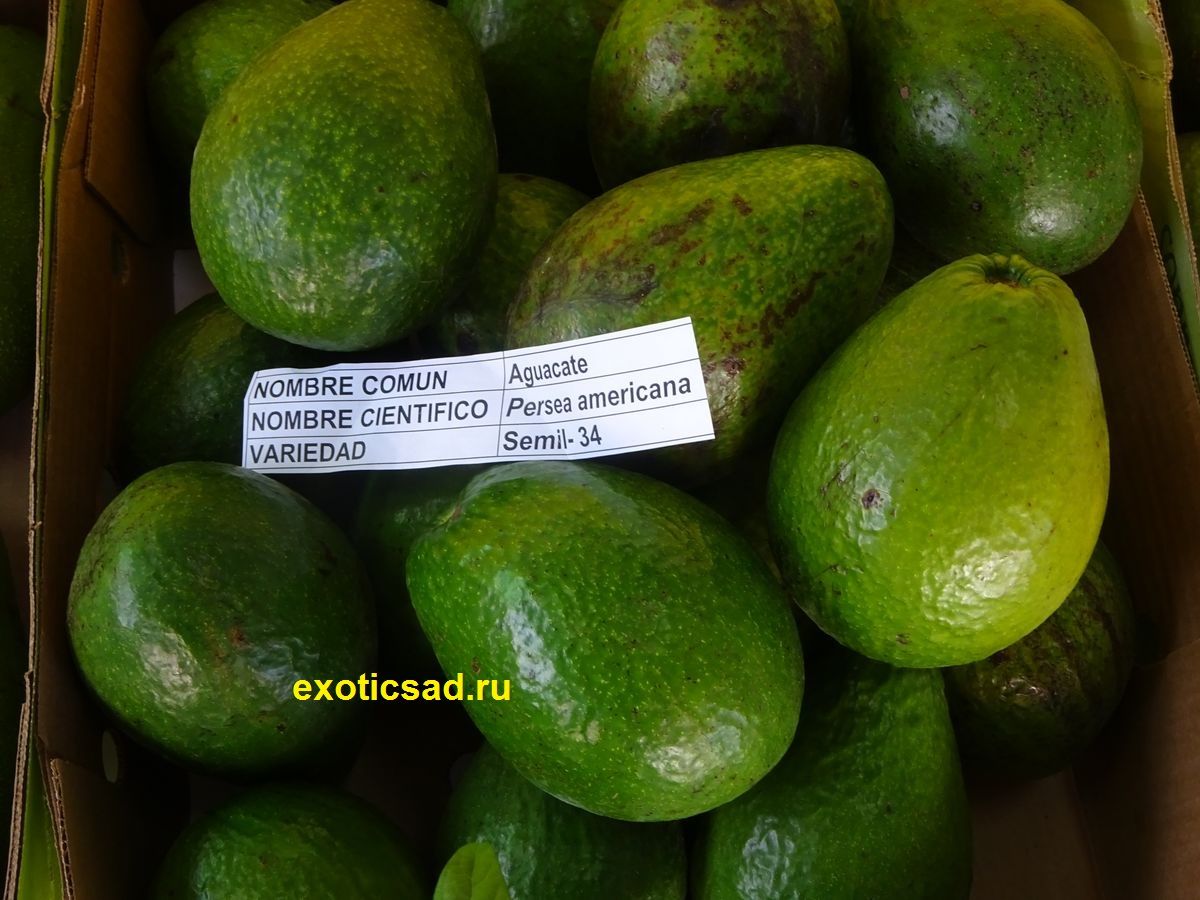 NOMBRE COMUN Aguacate
NOMBRE CIENTIFICO Persea americana
VARIEDAD Semil-34
exoticsad.ru